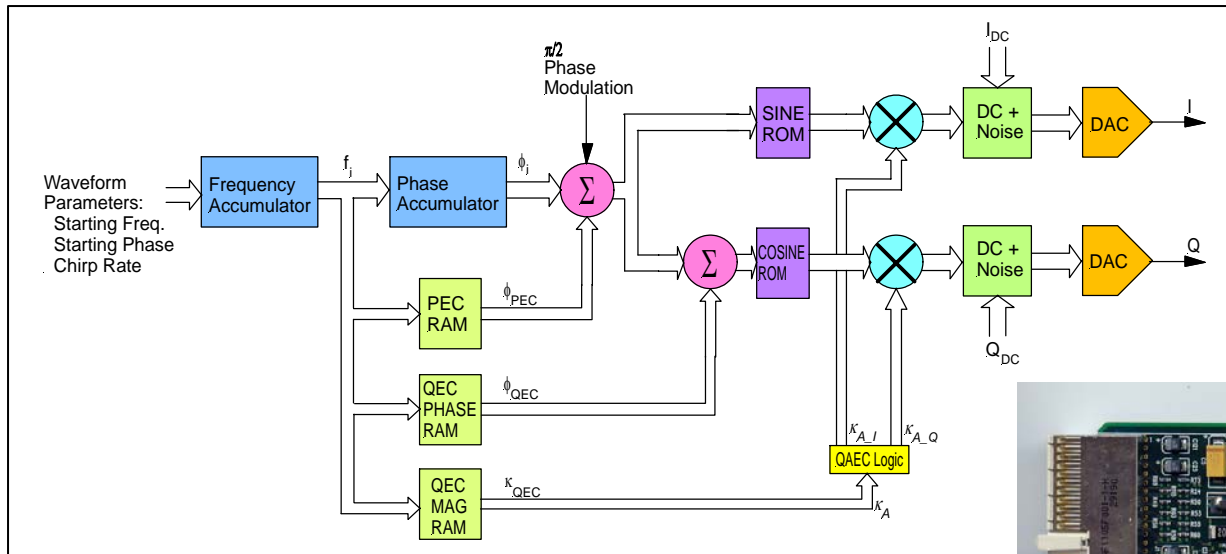 I_DC
π/2
Phase
Modulation
SINE
ROM
DC +
Noise
DAC
I
Waveform
Parameters:
Starting Freq.
Starting Phase
Chirp Rate
Frequency
Accumulator
f_j
Phase
Accumulator
ϕ_j
Σ
Σ
COSINE
ROM
DC +
Noise
DAC
Q
Q_DC
PEC
RAM
ϕ_PEC
QEC
PHASE
RAM
ϕ_QEC
κ_A_I
κ_A_Q
QAEC Logic
QEC
MAG
RAM
κ_QEC
κ_A